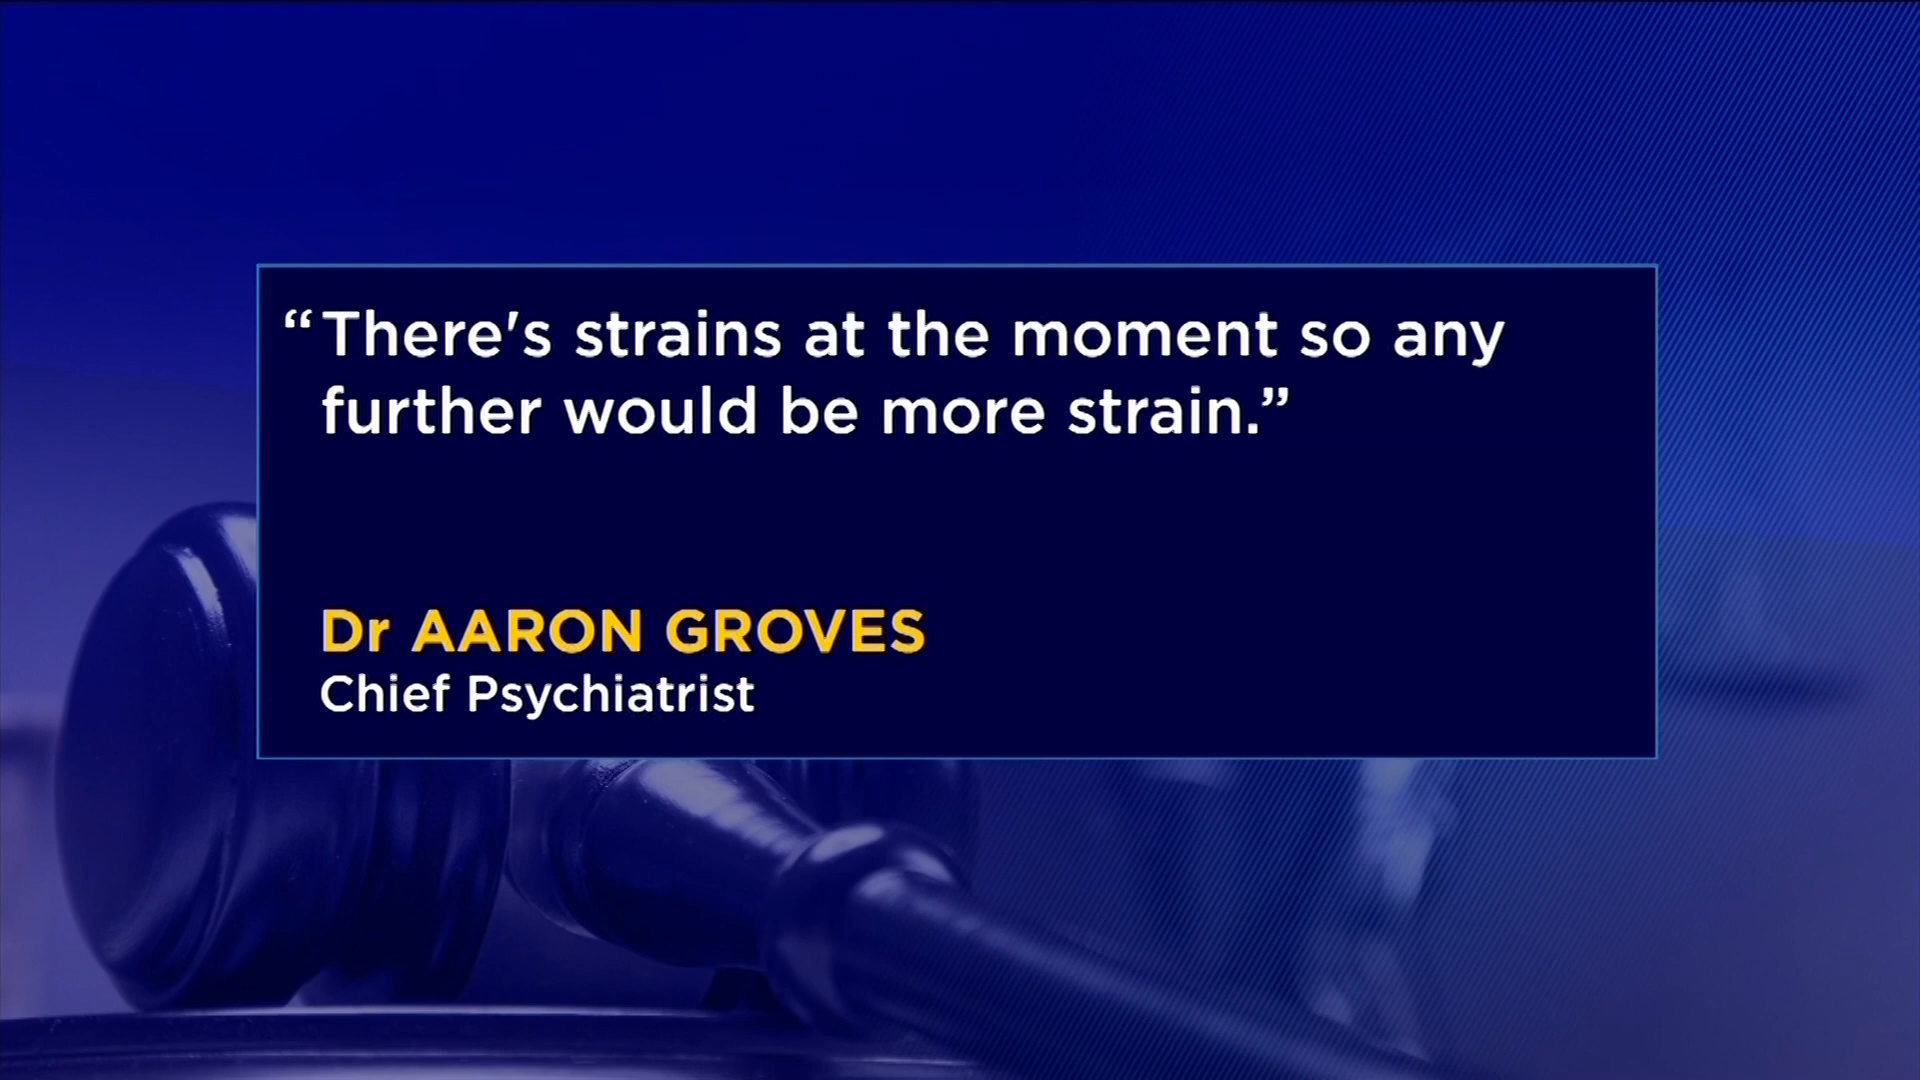 “There's strains at the moment so any
further would be more strain.”
Dr AARON GROVES
Chief Psychiatrist